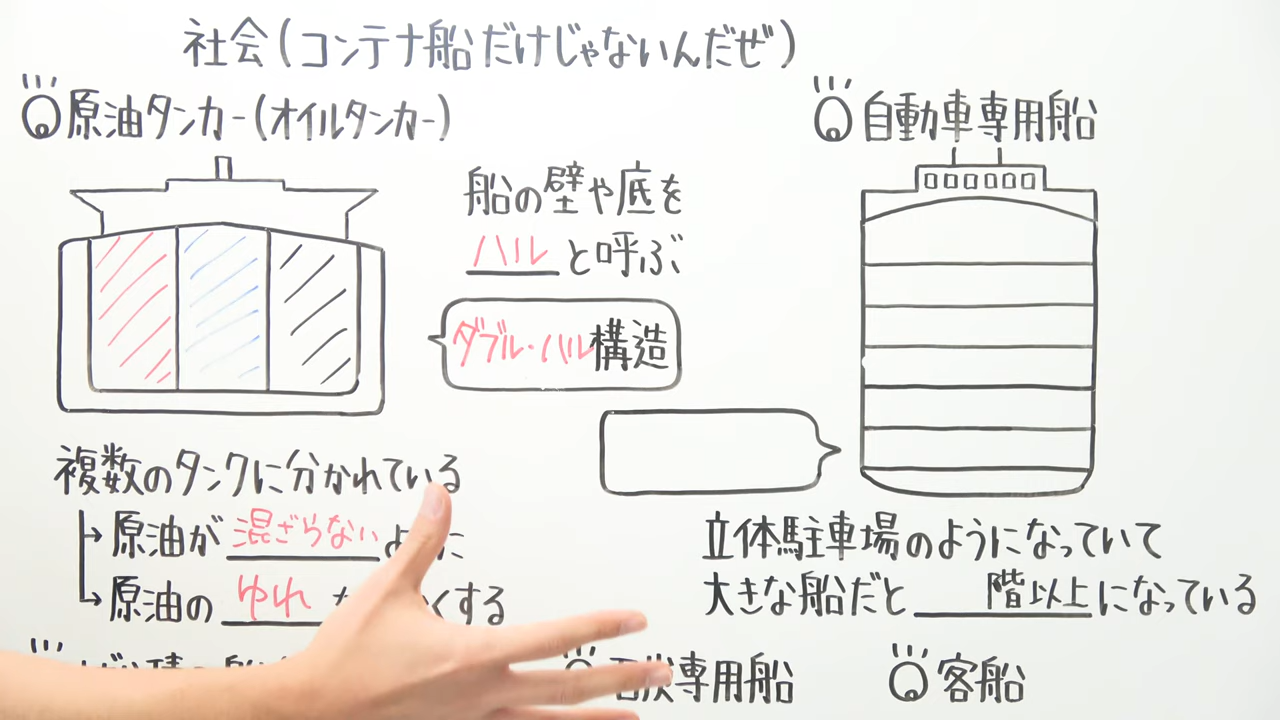 社会(コンテナ船だけじゃないんだぜ)
原油タンカー(オイルタンカー)
船の壁や底を
ハルと呼ぶ
ダブル・ハル構造
複数のタンクに分かれている
原油が混ざらないように
原油のゆれ くする
自動車専用船
立体駐車場のようになっていて
大きな船だと 階以上になっている
専用船
客船